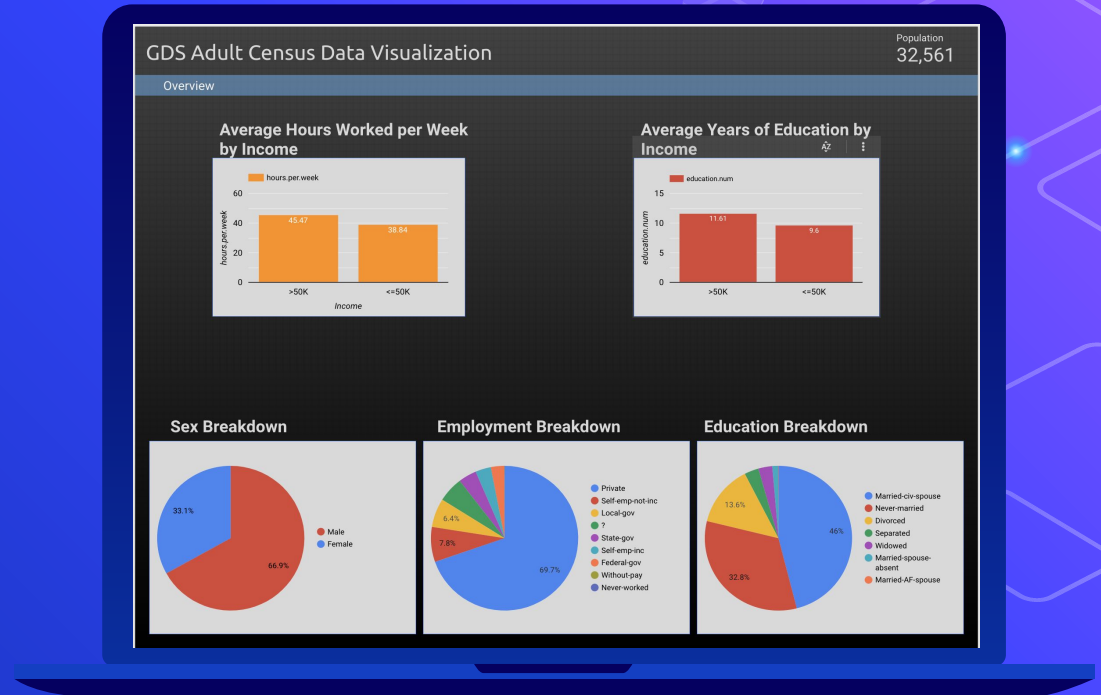 GDS Adult Census Data Visualization
Population
32,561
Overview
Average Hours Worked per Week
by Income
hours.per.week
60
40
20
0
hours.per.week
45.47
38.84
>50K
<=50K
Income
Average Years of Education by
Income
education.num
15
10
5
0
education.num
11.61
9.6
>50K
<=50K
Sex Breakdown
33.1%
66.9%
Male
Female
Employment Breakdown
6.4%
7.8%
69.7%
Private
Self-emp-not-inc
Local-gov
?
State-gov
Self-emp-inc
Federal-gov
Without-pay
Never-worked
Education Breakdown
13.6%
46%
32.8%
Married-civ-spouse
Never-married
Divorced
Separated
Widowed
Married-spouse-
absent
Married-AF-spouse